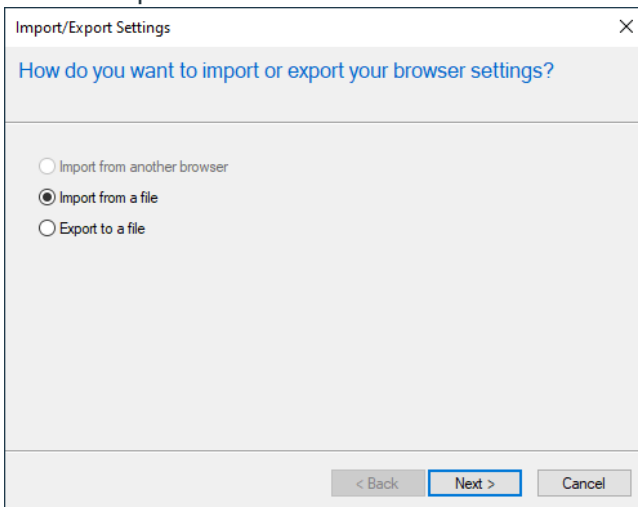 Import/Export Settings
How do you want to import or export your browser settings?
Import from another browser
Import from a file
Export to a file
< Back Next > Cancel